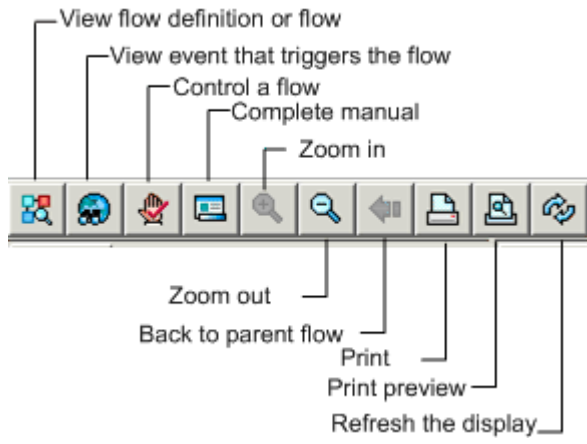 View flow definition or flow
View event that triggers the flow
Control a flow
Complete manual
Zoom in
Zoom out
Back to parent flow
Print
Print preview
Refresh the display